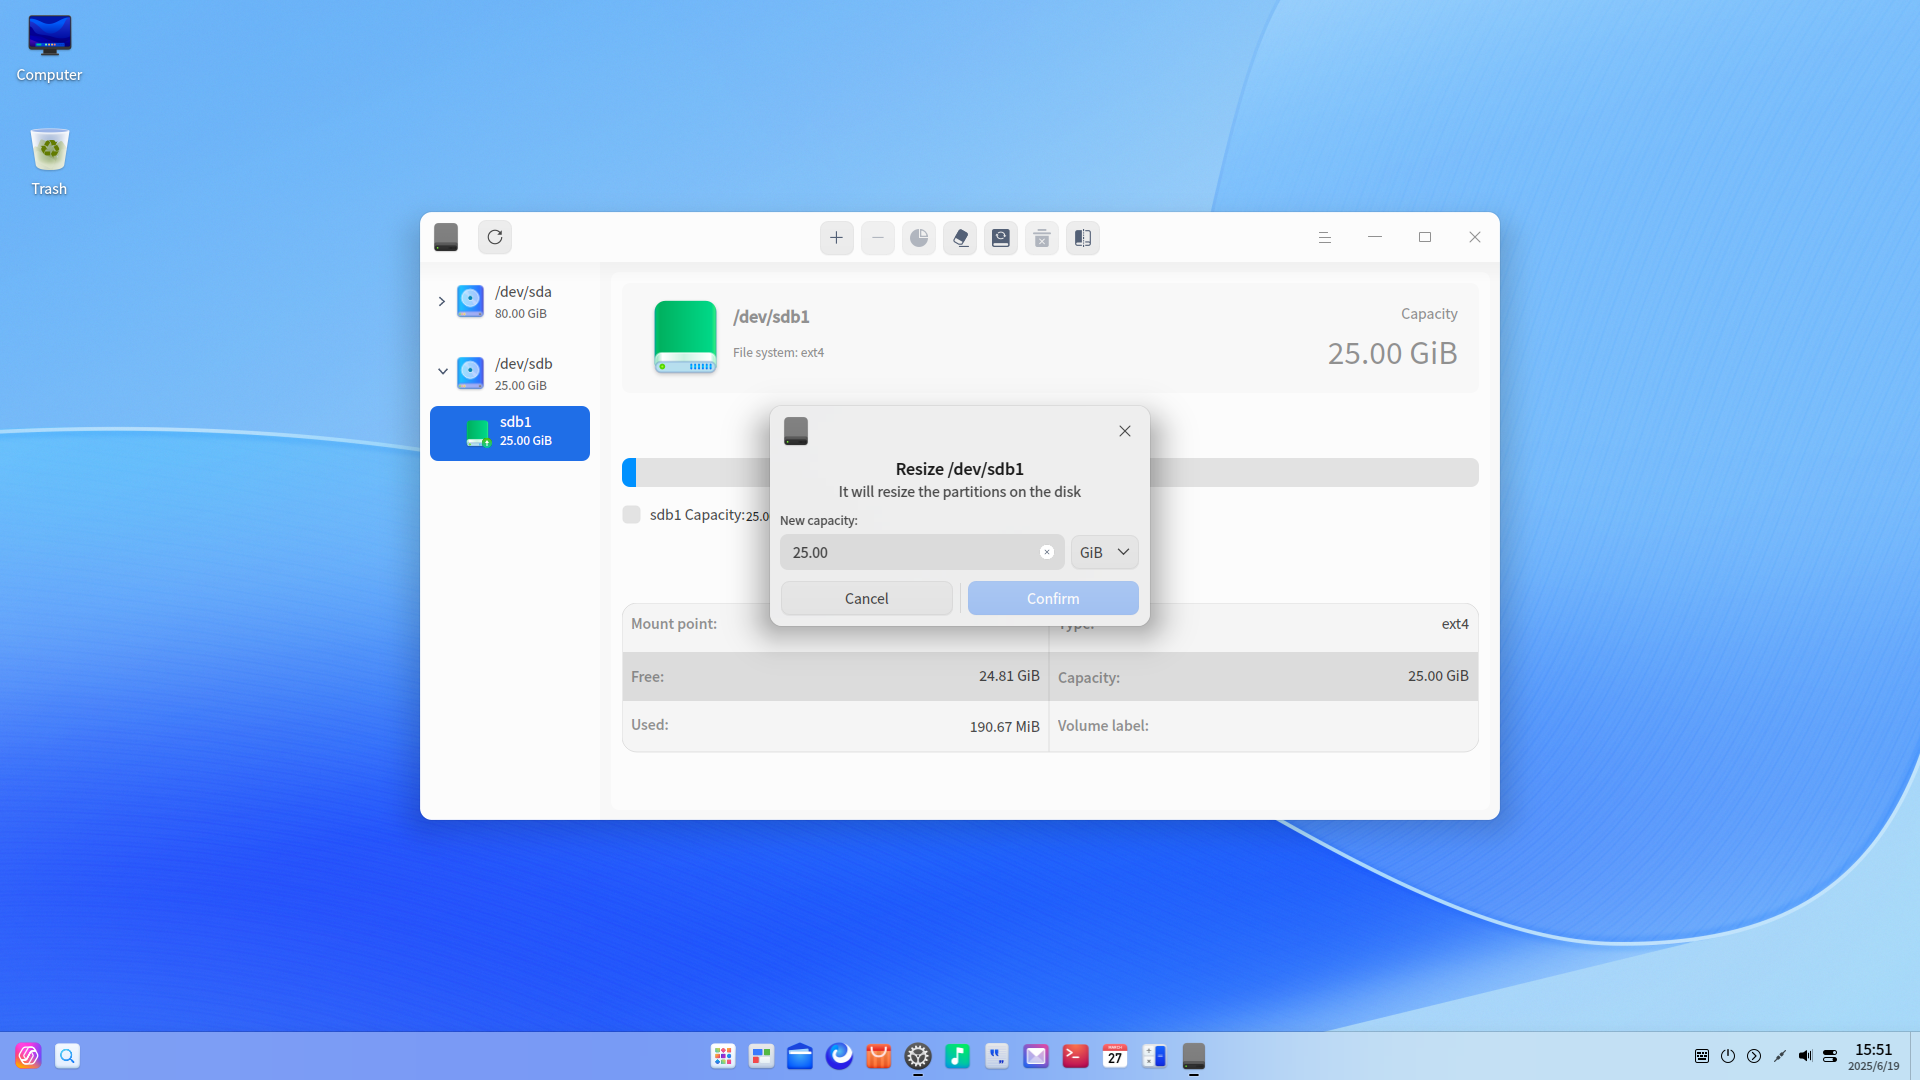 Computer
Trash
/dev/sda
80.00 GiB
/dev/sdb
25.00 GiB
sdb1
25.00 GiB
/dev/sdb1
File system: ext4
Capacity
25.00 GiB
sdb1 Capacity:25.0
Resize /dev/sdb1
It will resize the partitions on the disk
New capacity:
25.00
GiB
Cancel
Confirm
Mount point:
Type:
ext4
Free:
24.81 GiB
Capacity:
25.00 GiB
Used:
190.67 MiB
Volume label:
MARCH
27
15:51
2025/6/19